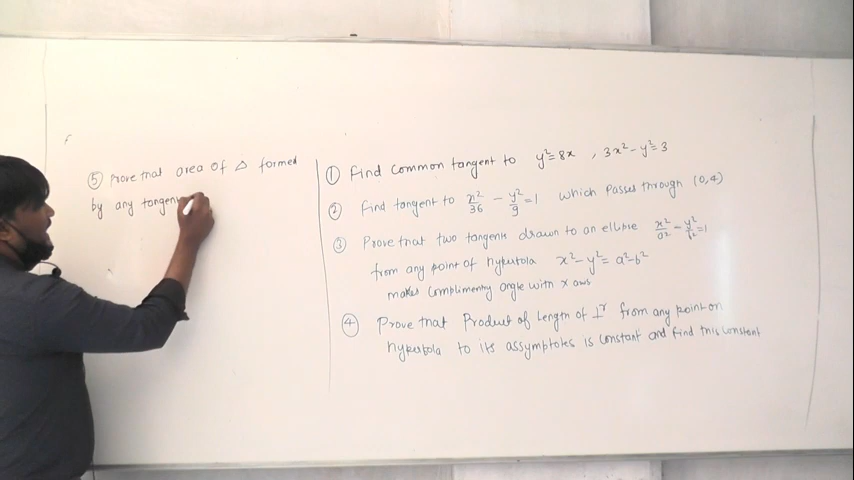 ⑤ Prove that area of △ formed
by any tangen
① Find common tangent to y²=8x , 3x²-y²=3
② Find tangent to x²/36 - y²/9 =1 which passes through (0,4)
③ Prove that two tangents drawn to an ellipse x²/a² - y²/b² =1
from any point of hyperbola x²-y²= a²-b²
makes complimentry angle with x axis
④ Prove that Product of Length of ⊥ʳ from any point on
hyperbola to its assymptotes is constant and find this constant